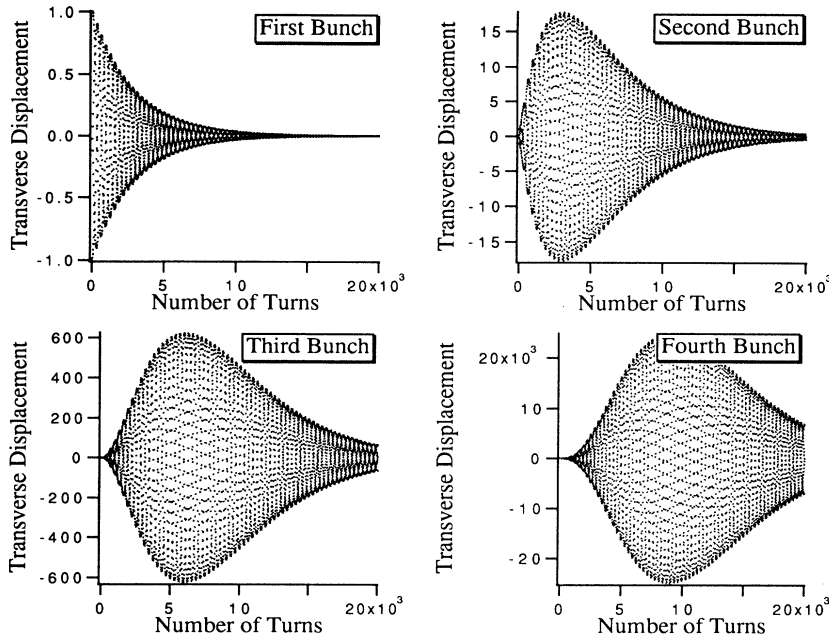 First Bunch
Transverse Displacement
1.0
0.5
0.0
-0.5
-1.0
0 5 10 20x10³
Number of Turns
Second Bunch
Transverse Displacement
15
10
5
0
-5
-10
-15
0 5 10 20x10³
Number of Turns
Third Bunch
Transverse Displacement
600
400
200
0
-200
-400
-600
0 5 10 20x10³
Number of Turns
Fourth Bunch
Transverse Displacement
20x10³
10
0
-10
-20
0 5 10 20x10³
Number of Turns